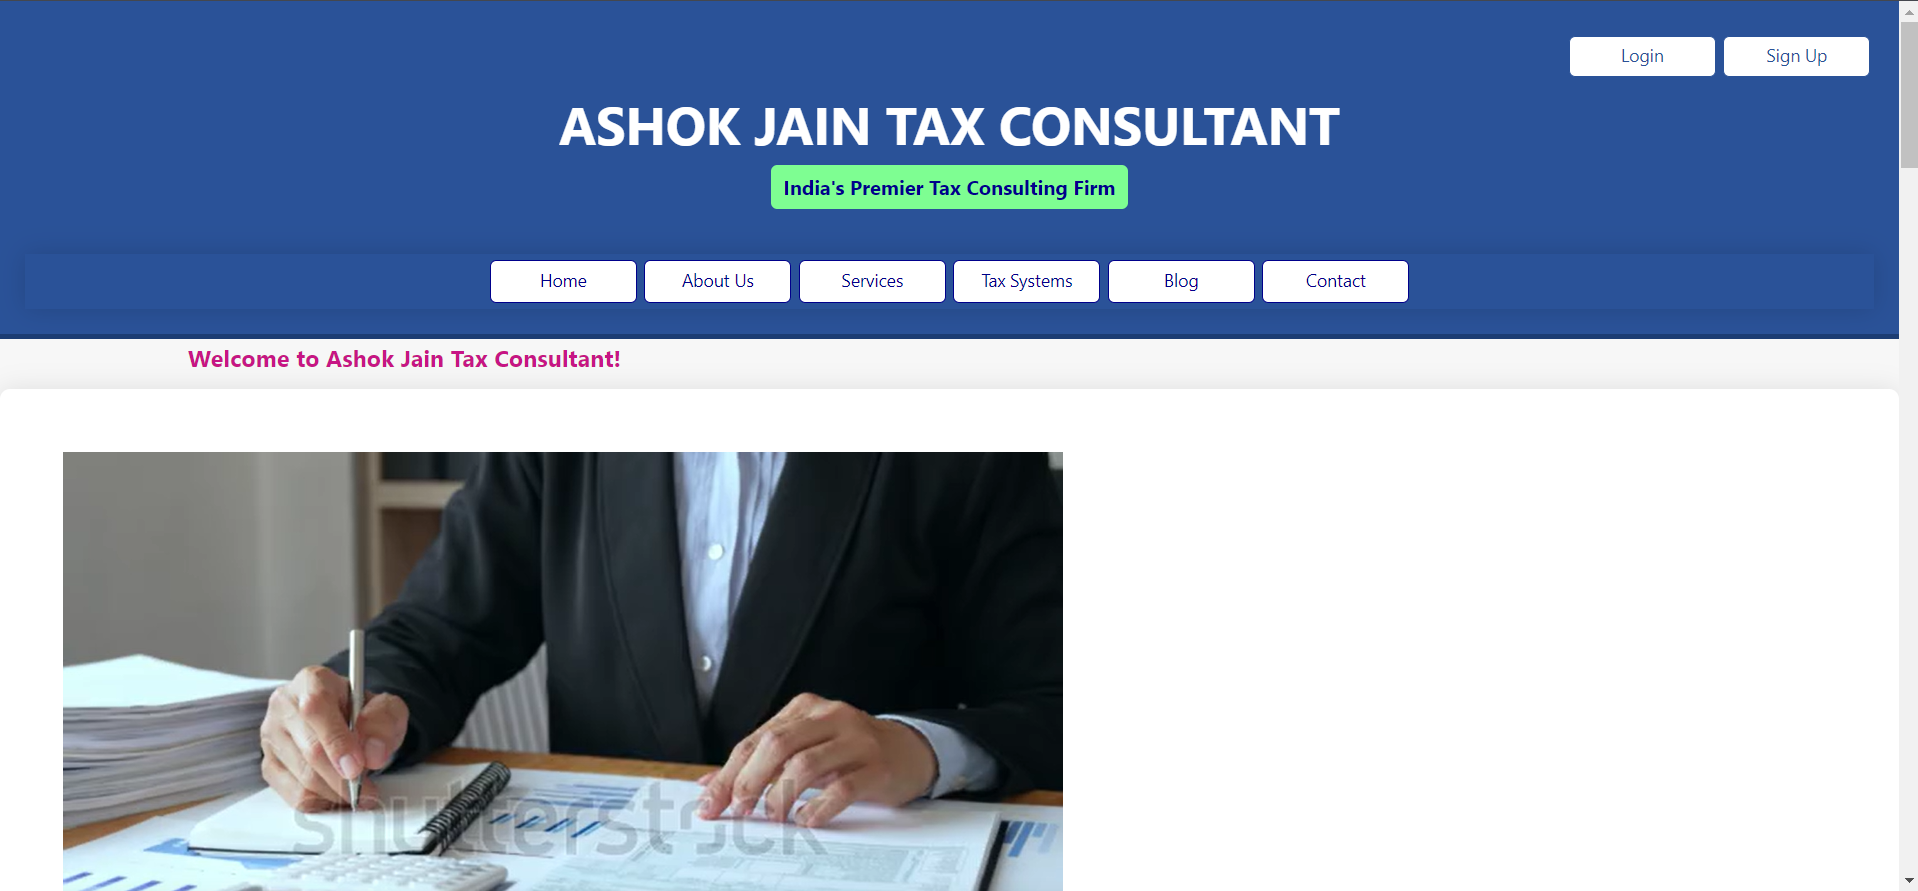 Login
Sign Up
ASHOK JAIN TAX CONSULTANT
India's Premier Tax Consulting Firm
Home
About Us
Services
Tax Systems
Blog
Contact
Welcome to Ashok Jain Tax Consultant!
shutterstock